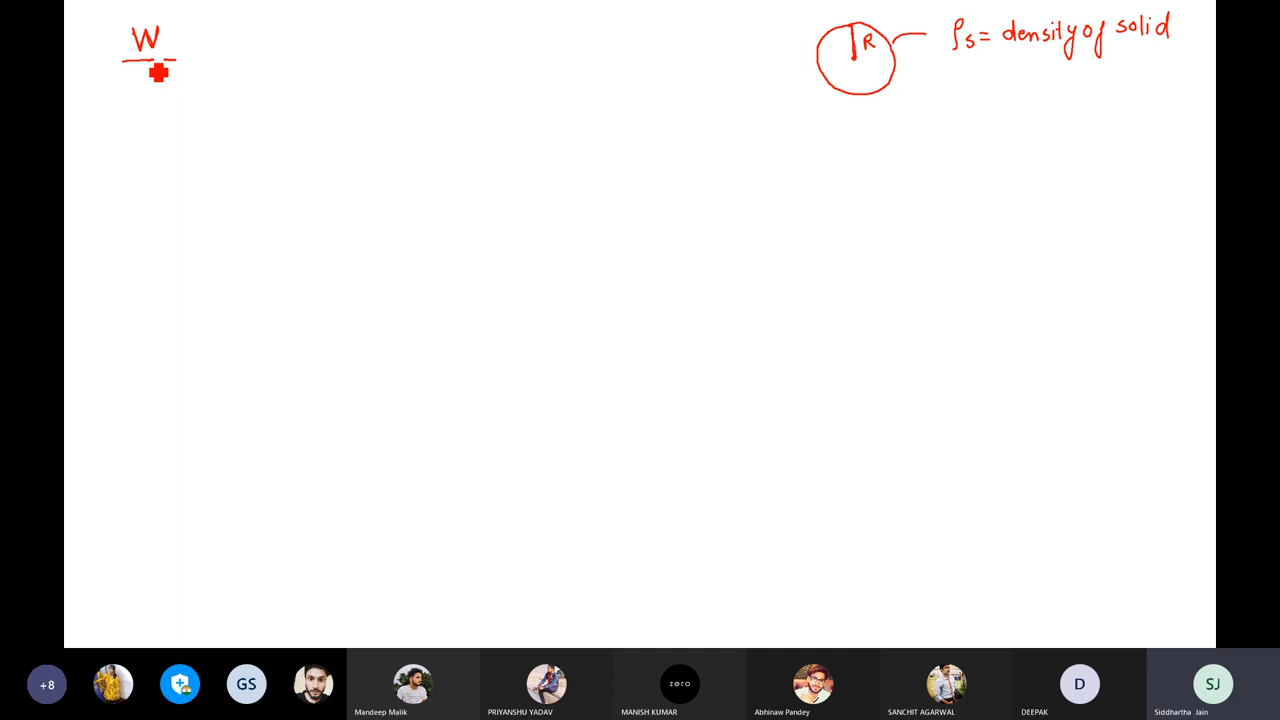 W
R
ρs = density of solid
+8
GS
zero
D
SJ
Mandeep Malik
PRIYANSHU YADAV
MANISH KUMAR
Abhinaw Pandey
SANCHIT AGARWAL
DEEPAK
Siddhartha Jain